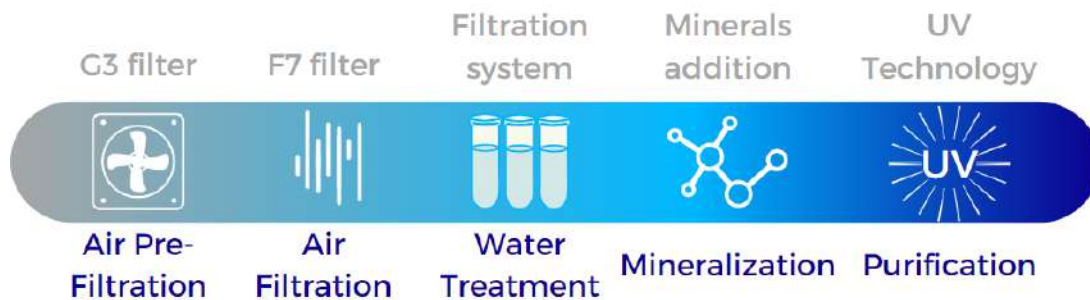 G3 filter
F7 filter
Filtration
system
Minerals
addition
UV
Technology
UV
Air Pre-
Filtration
Air
Filtration
Water
Treatment
Mineralization
Purification